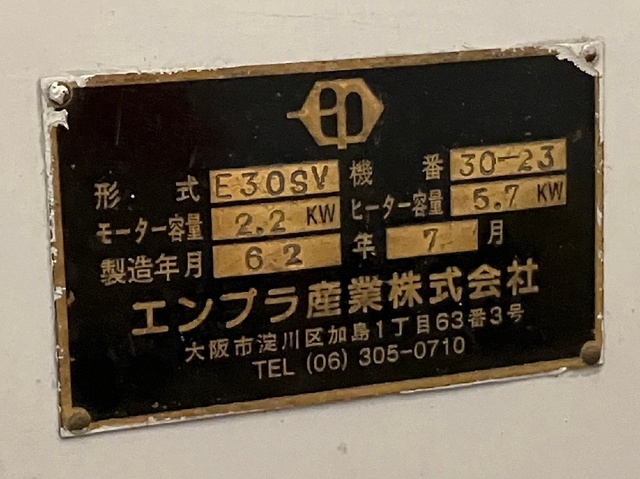 ep
形式 E30SV 機番 30-23
モーター容量 2.2 KW ヒーター容量 5.7 KW
製造年月 62 年 7 月
エンプラ産業株式会社
大阪市淀川区加島1丁目63番3号
TEL (06) 305-0710